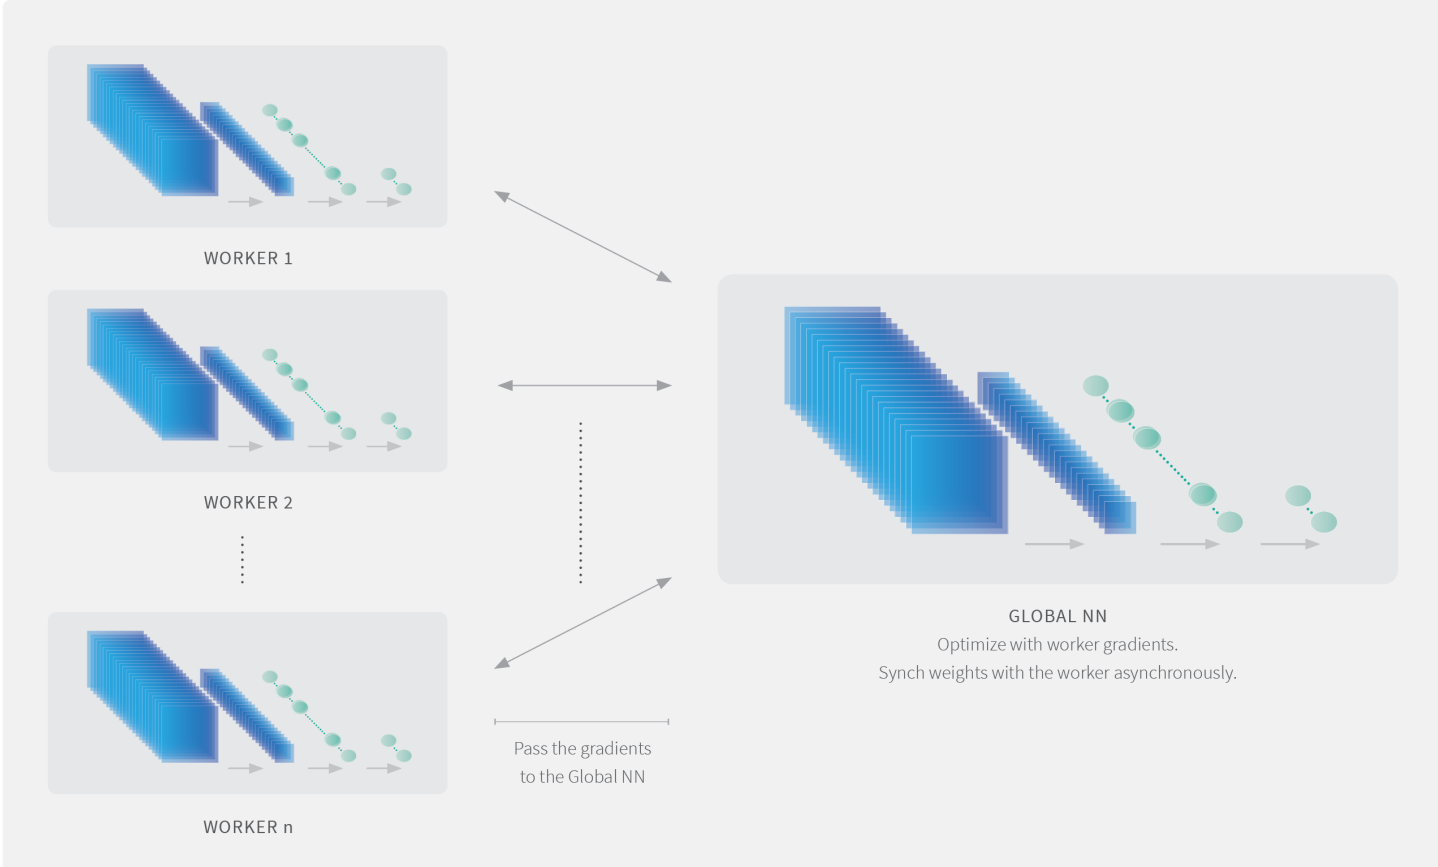 WORKER 1
WORKER 2
WORKER n
Pass the gradients
to the Global NN
GLOBAL NN
Optimize with worker gradients.
Synch weights with the worker asynchronously.